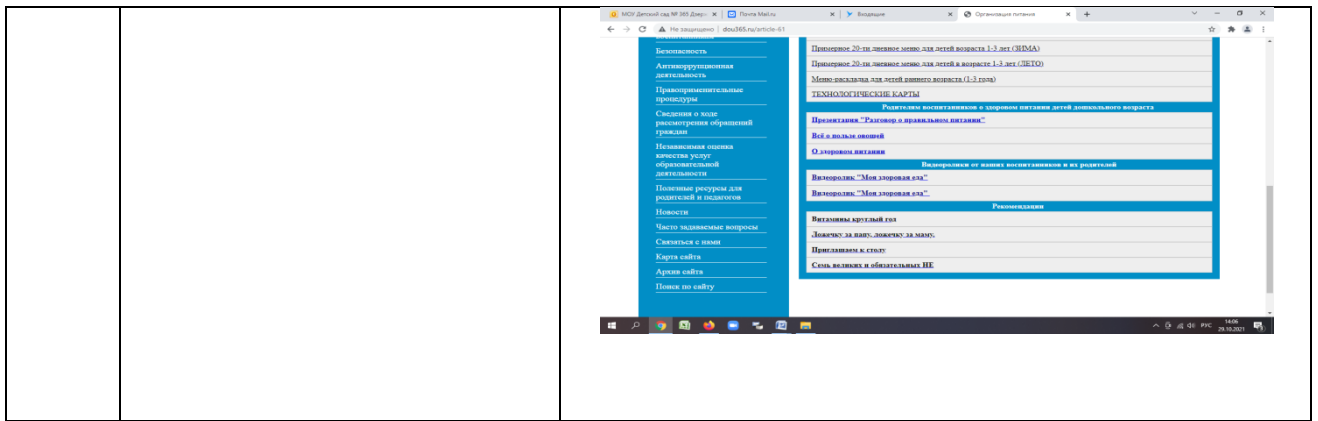 МОУ Детский сад № 365 Дзер
Почта Mail.ru
Входящие
Организация питания
Не защищено | dou365.ru/article-61
Безопасность
Антикоррупционная
деятельность
Правоприменительные
процедуры
Сведения о ходе
рассмотрения обращений
граждан
Независимая оценка
качества услуг
образовательной
деятельности
Полезные ресурсы для
родителей и педагогов
Новости
Часто задаваемые вопросы
Связаться с нами
Карта сайта
Архив сайта
Поиск по сайту
Примерное 20-ти дневное меню для детей возраста 1-3 лет (ЗИМА)
Примерное 20-ти дневное меню для детей в возрасте 1-3 лет (ЛЕТО)
Меню-раскладка для детей раннего возраста (1-3 года)
ТЕХНОЛОГИЧЕСКИЕ КАРТЫ
Родителям воспитанников о здоровом питании детей дошкольного возраста
Презентация "Разговор о правильном питании"
Всё о пользе овощей
О здоровом питании
Видеоролики от наших воспитанников и их родителей
Видеоролик "Моя здоровая еда"
Видеоролик "Моя здоровая еда"
Рекомендации
Витамины круглый год
Ложечку за папу, ложечку за маму.
Приглашаем к столу
Семь великих и обязательных НЕ
РУС
14:06
29.10.2021